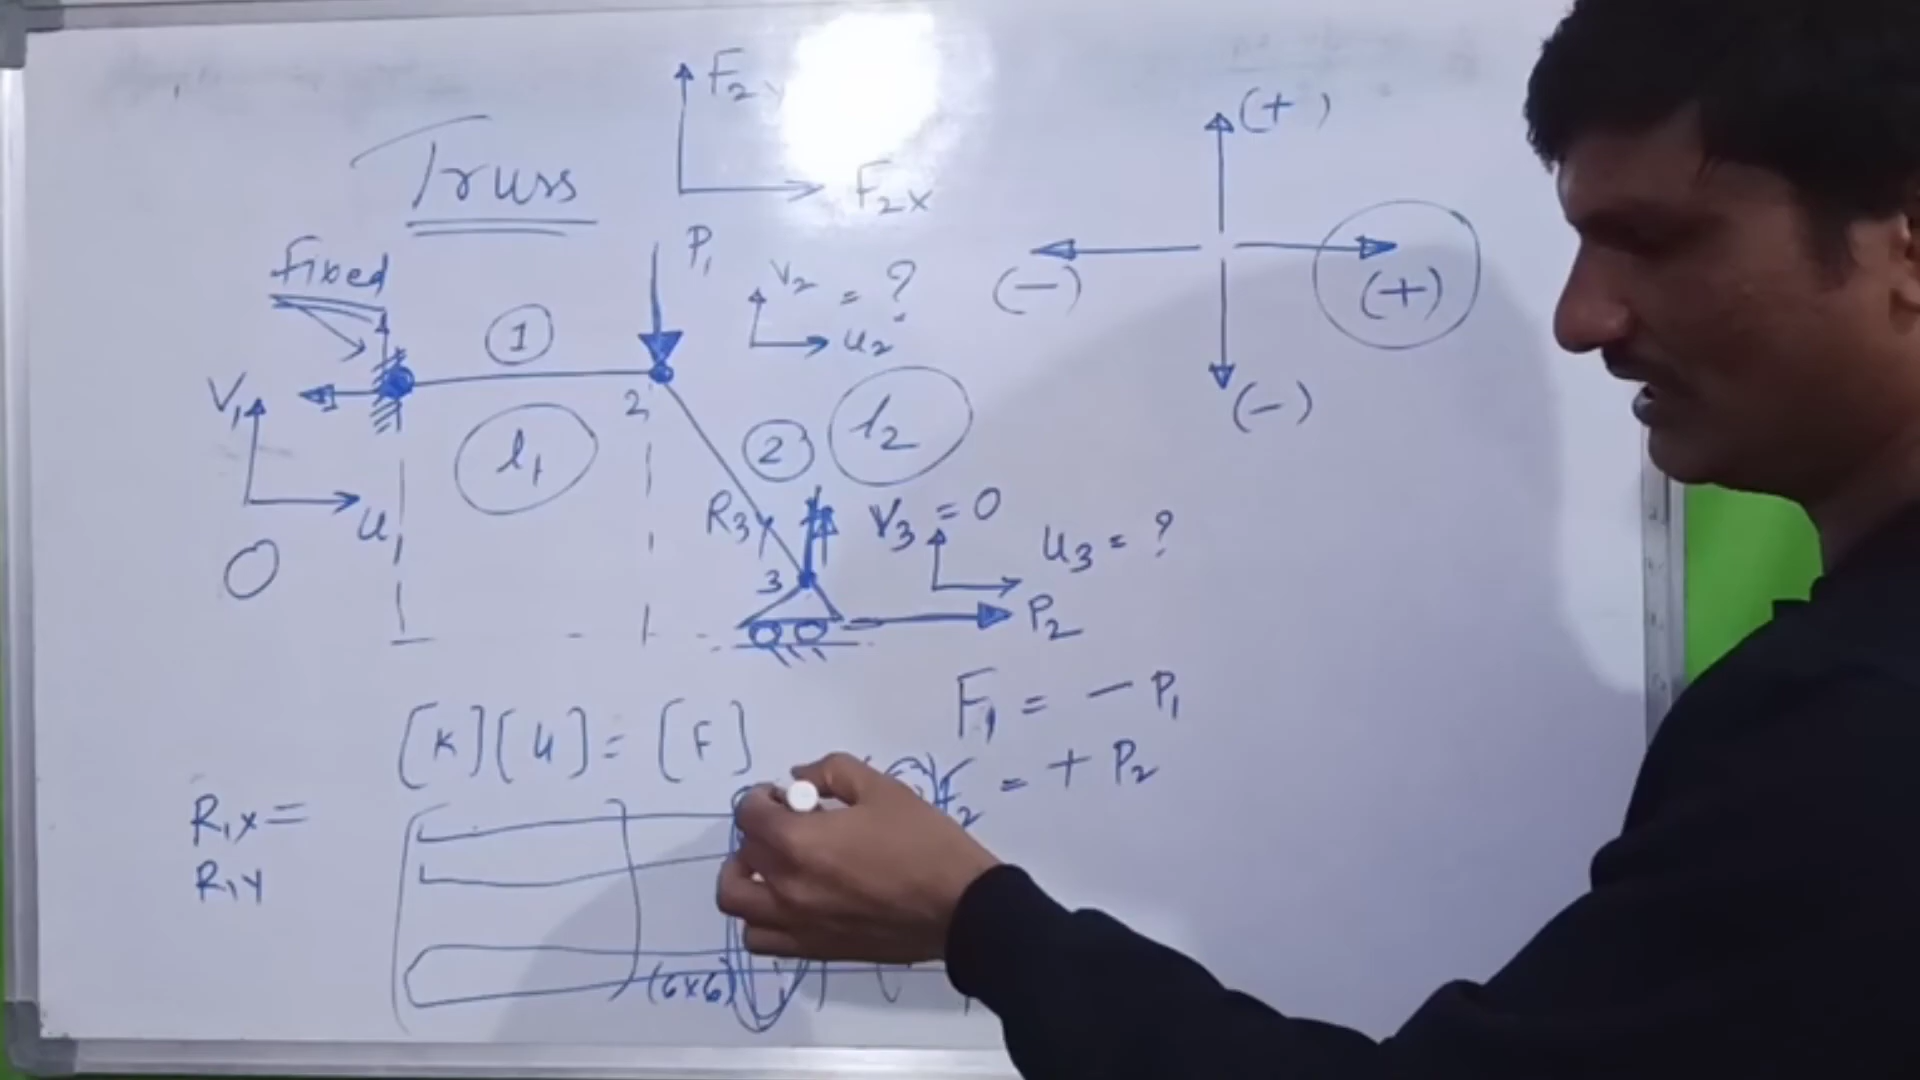 Truss
F2y
F2x
(+)
(-)
(+)
(-)
Fixed
P1
V2
= ?
u2
1
V1
2
l1
2
l2
u1
0
R3y
V3 = 0
u3 = ?
3
P2
[K][u] = [F]
F1 = - P1
F2 = + P2
R1x =
R1y
(6x6)